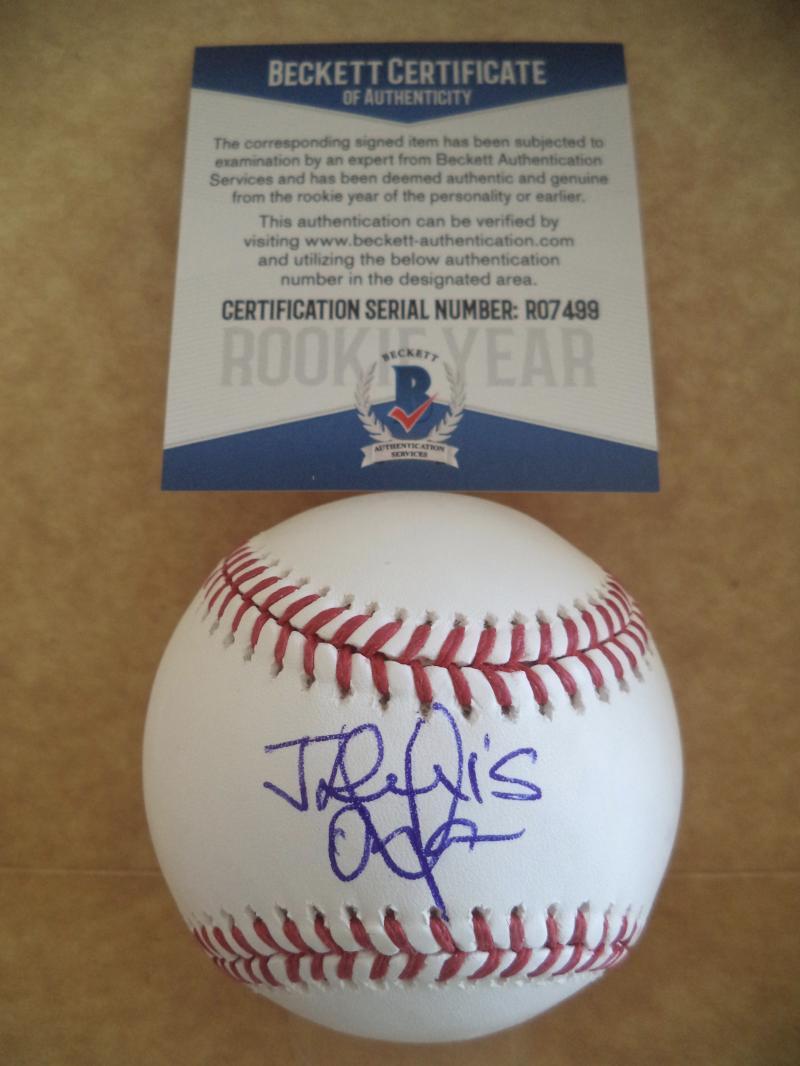 BECKETT CERTIFICATE
OF AUTHENTICITY
The corresponding signed item has been subjected to
examination by an expert from Beckett Authentication
Services and has been deemed authentic and genuine
from the rookie year of the personality or earlier.
This authentication can be verified by
visiting www.beckett-authentication.com
and utilizing the below authentication
number in the designated area.
CERTIFICATION SERIAL NUMBER: R07499
ROOKIE YEAR
BECKETT
B
AUTHENTICATION
SERVICES